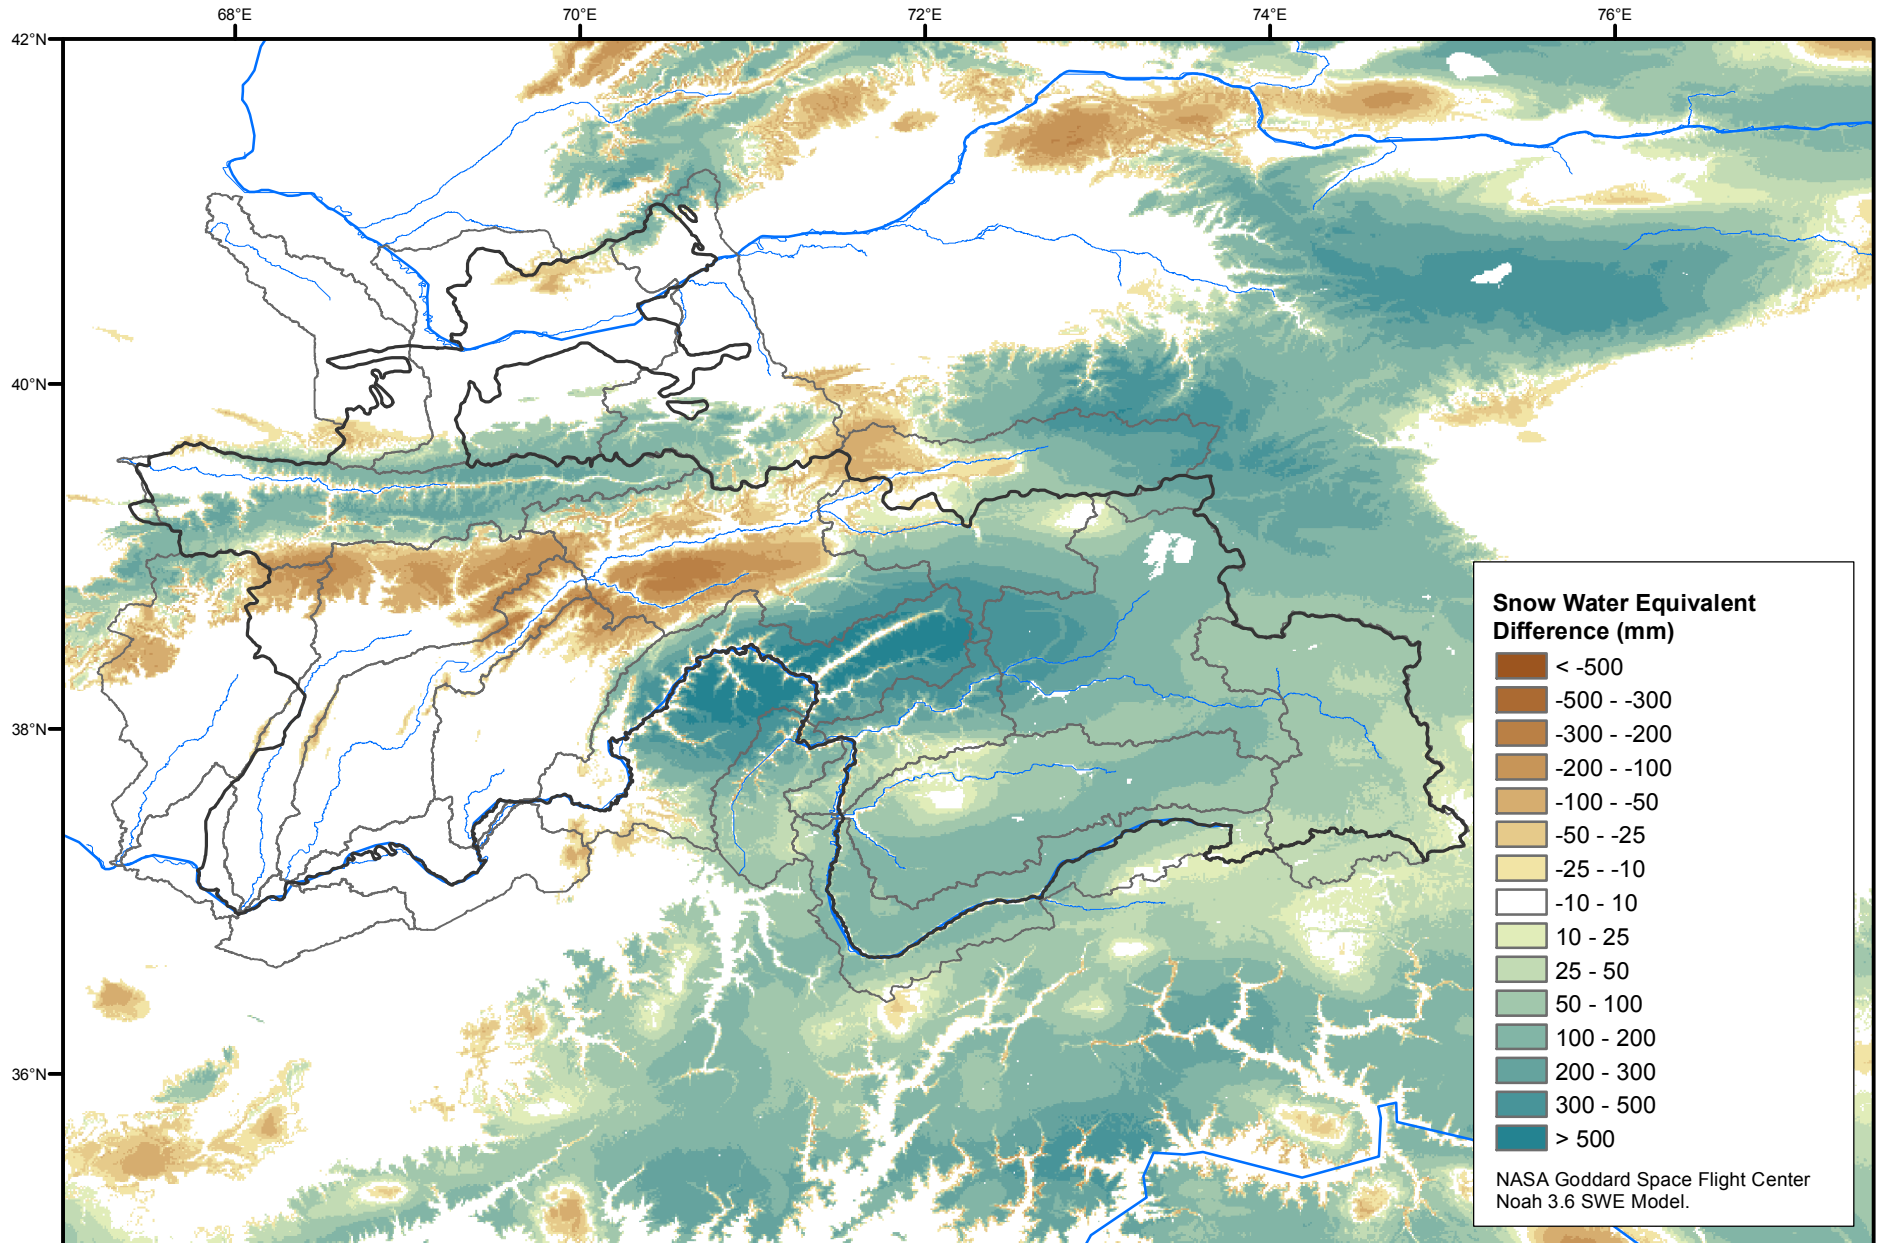 68°E 70°E 72°E 74°E 76°E
42°N
40°N
38°N
36°N
Snow Water Equivalent
Difference (mm)
< -500
-500 - -300
-300 - -200
-200 - -100
-100 - -50
-50 - -25
-25 - -10
-10 - 10
10 - 25
25 - 50
50 - 100
100 - 200
200 - 300
300 - 500
> 500
NASA Goddard Space Flight Center
Noah 3.6 SWE Model.